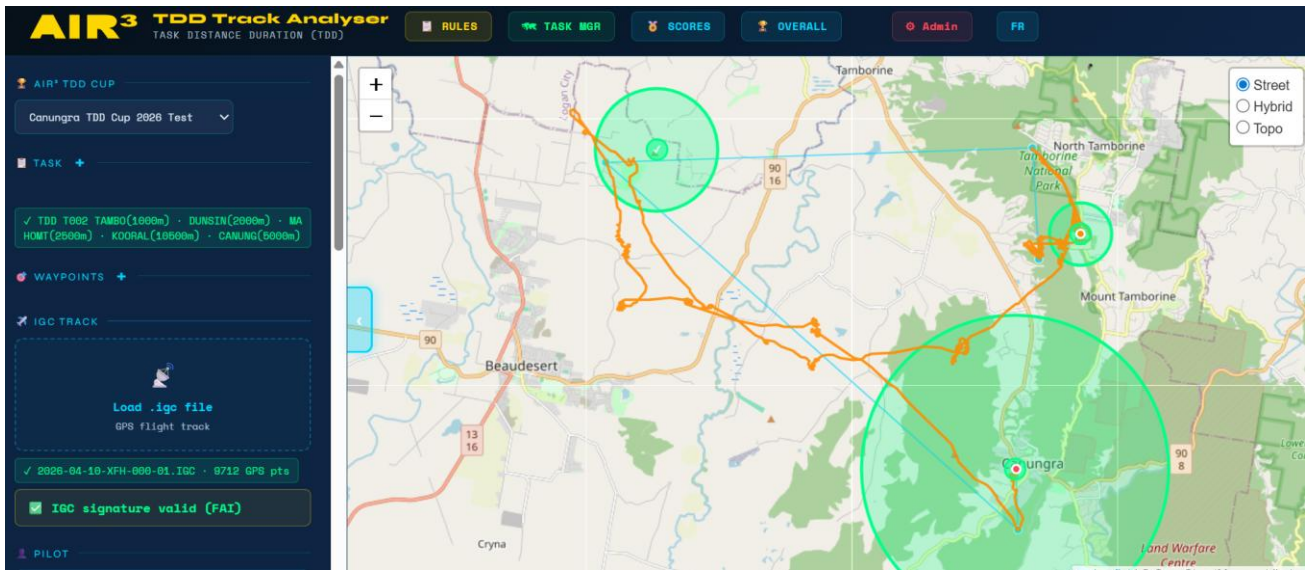 AIR³ TDD Track Analyser
TASK DISTANCE DURATION (TDD)
RULES
TASK MGR
SCORES
OVERALL
Admin
FR
AIR³ TDD CUP
Canungra TDD Cup 2026 Test
TASK +
✓ TDD T002 TAMBO(1000m) · DUNSIN(2000m) · MA
HOMT(2500m) · KOORAL(10500m) · CANUNG(5000m)
WAYPOINTS +
IGC TRACK
Load .igc file
GPS flight track
✓ 2026-04-10-XFH-000-01.IGC · 9712 GPS pts
IGC signature valid (FAI)
PILOT
+
−
Street
Hybrid
Topo
Logan City
Tamborine
North Tamborine
Tamborine
National
Park
90
16
Mount Tamborine
90
Beaudesert
13
16
Canungra
90
8
Cryna
Land Warfare
Centre